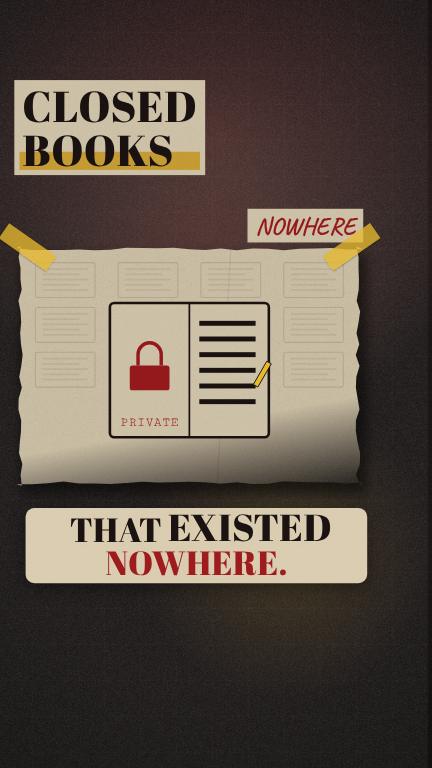 CLOSED
BOOKS
NOWHERE
PRIVATE
THAT EXISTED
NOWHERE.